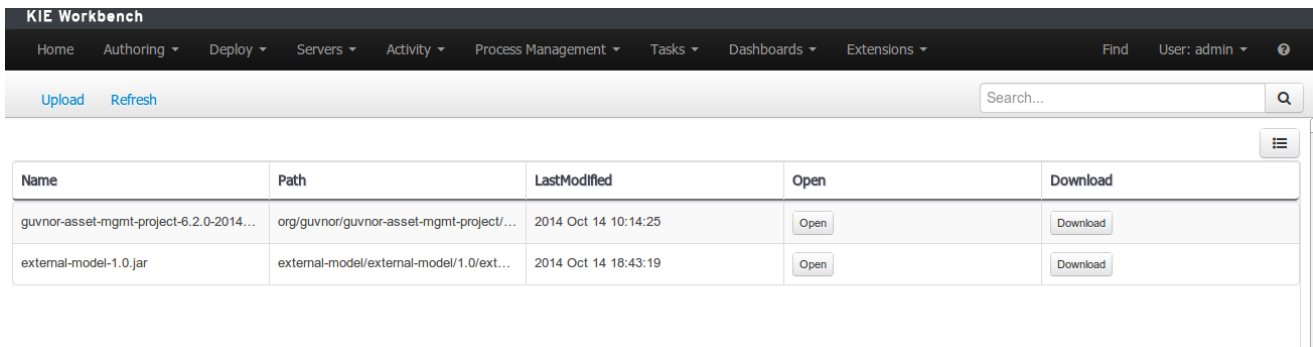 KIE Workbench
Home Authoring Deploy Servers Activity Process Management Tasks Dashboards Extensions Find User: admin
Upload Refresh Search...
Name Path LastModified Open Download
guvnor-asset-mgmt-project-6.2.0-2014... org/guvnor/guvnor-asset-mgmt-project/... 2014 Oct 14 10:14:25 Open Download
external-model-1.0.jar external-model/external-model/1.0/ext... 2014 Oct 14 18:43:19 Open Download